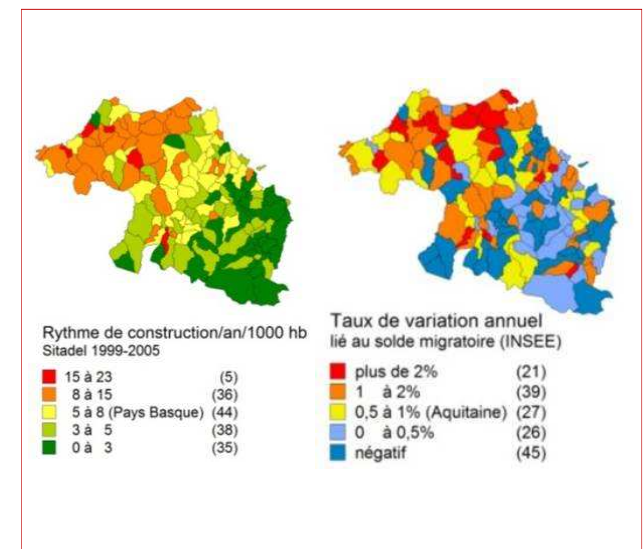 Rythme de construction/an/1000 hb
Sitadel 1999-2005
15 à 23 (5)
8 à 15 (36)
5 à 8 (Pays Basque) (44)
3 à 5 (38)
0 à 3 (35)
Taux de variation annuel
lié au solde migratoire (INSEE)
plus de 2% (21)
1 à 2% (39)
0,5 à 1% (Aquitaine) (27)
0 à 0,5% (26)
négatif (45)